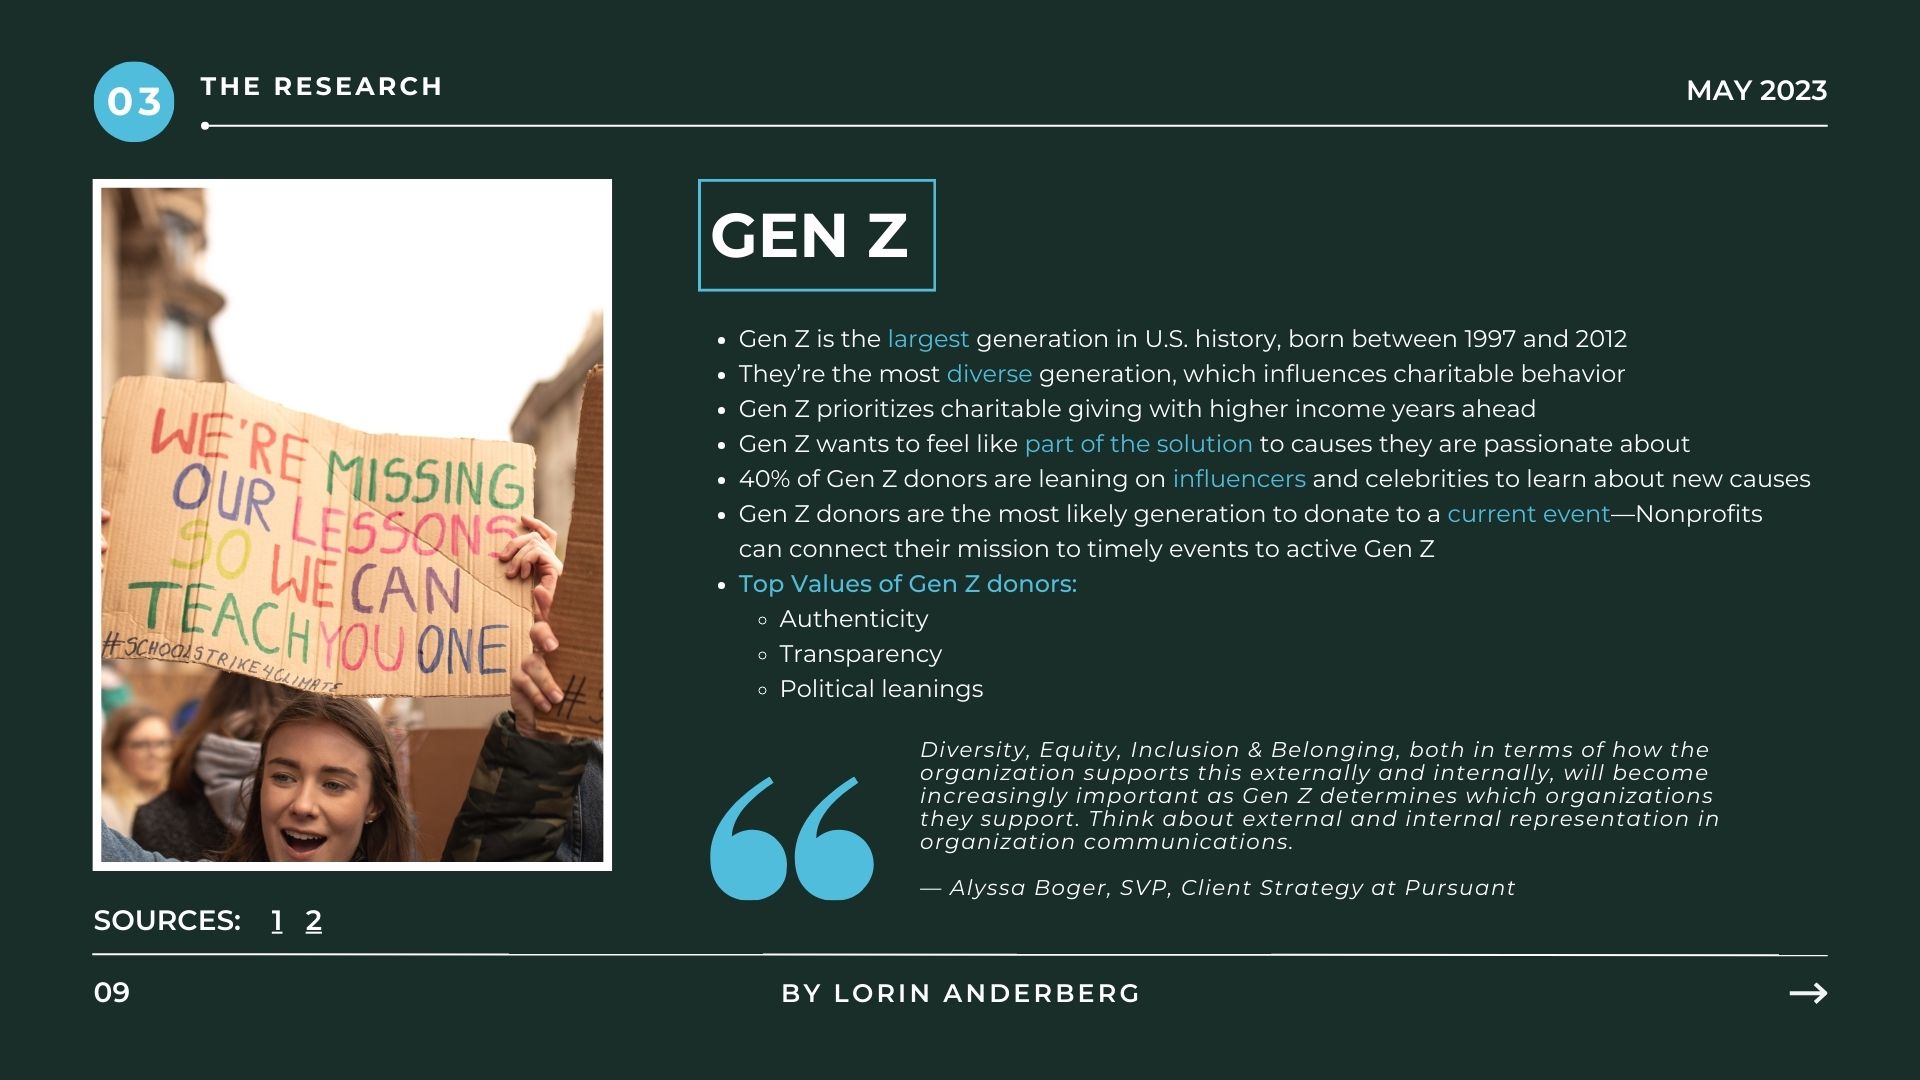 03
THE RESEARCH
MAY 2023
WE'RE MISSING
OUR LESSONS
SO WE CAN
TEACH YOU ONE
#SCHOOLSTRIKE4CLIMATE
GEN Z
• Gen Z is the largest generation in U.S. history, born between 1997 and 2012
• They’re the most diverse generation, which influences charitable behavior
• Gen Z prioritizes charitable giving with higher income years ahead
• Gen Z wants to feel like part of the solution to causes they are passionate about
• 40% of Gen Z donors are leaning on influencers and celebrities to learn about new causes
• Gen Z donors are the most likely generation to donate to a current event—Nonprofits
can connect their mission to timely events to active Gen Z
• Top Values of Gen Z donors:
◦ Authenticity
◦ Transparency
◦ Political leanings
“
Diversity, Equity, Inclusion & Belonging, both in terms of how the
organization supports this externally and internally, will become
increasingly important as Gen Z determines which organizations
they support. Think about external and internal representation in
organization communications.
— Alyssa Boger, SVP, Client Strategy at Pursuant
SOURCES: 1 2
09
BY LORIN ANDERBERG
→